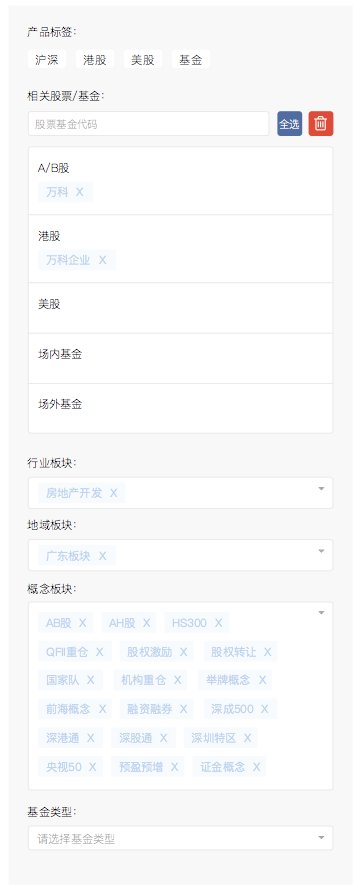 产品标签：
沪深 港股 美股 基金
相关股票/基金：
股票基金代码 全选
A/B股
万科 X
港股
万科企业 X
美股
场内基金
场外基金
行业板块：
房地产开发 X
地域板块：
广东板块 X
概念板块：
AB股 X AH股 X HS300 X
QFII重仓 X 股权激励 X 股权转让 X
国家队 X 机构重仓 X 举牌概念 X
前海概念 X 融资融券 X 深成500 X
深港通 X 深股通 X 深圳特区 X
央视50 X 预盈预增 X 证金概念 X
基金类型：
请选择基金类型